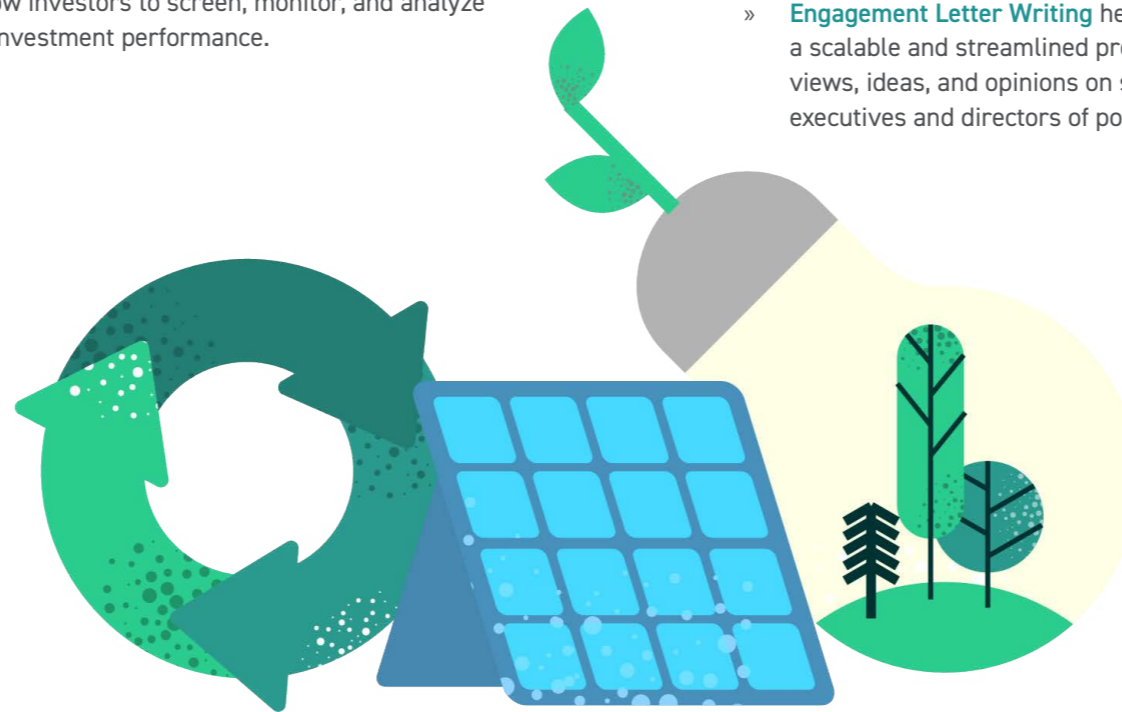 investors to screen, monitor, and analyze
investment performance.
» Engagement Letter Writing
a scalable and streamlined
views, ideas, and opinions on
executives and directors of